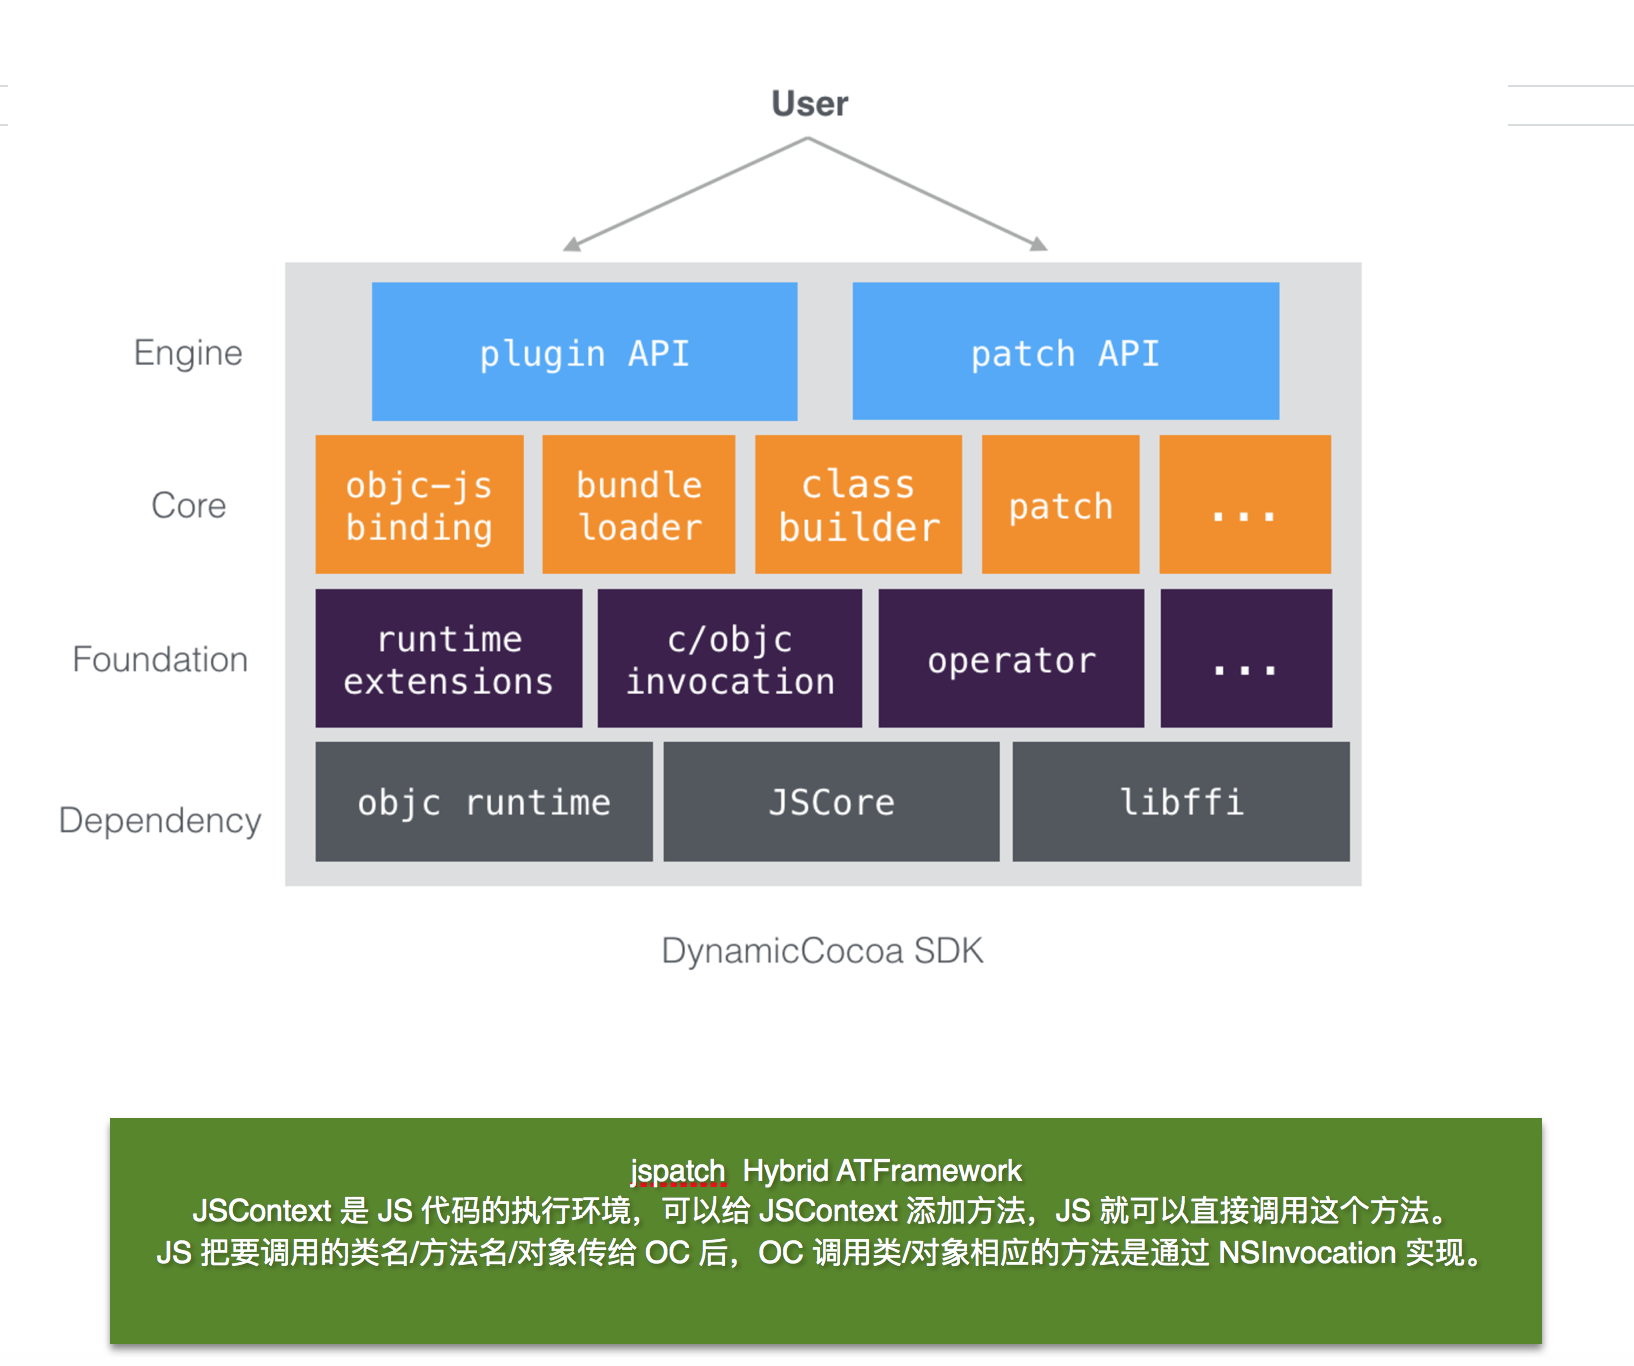 User
Engine
plugin API
patch API
Core
objc-js
binding
bundle
loader
class
builder
patch
...
Foundation
runtime
extensions
c/objc
invocation
operator
...
Dependency
objc runtime
JSCore
libffi
DynamicCocoa SDK
jspatch  Hybrid ATFramework
JSContext 是 JS 代码的执行环境，可以给 JSContext 添加方法，JS 就可以直接调用这个方法。
JS 把要调用的类名/方法名/对象传给 OC 后，OC 调用类/对象相应的方法是通过 NSInvocation 实现。